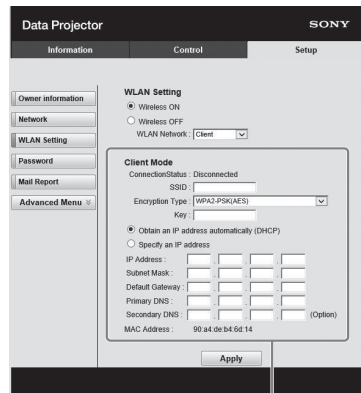 Data Projector
SONY
Information
Control
Setup
Owner information
Network
WLAN Setting
Password
Mail Report
Advanced Menu
WLAN Setting
Wireless ON
Wireless OFF
WLAN Network : Client
Client Mode
ConnectionStatus : Disconnected
SSID :
Encryption Type : WPA2-PSK(AES)
Key :
Obtain an IP address automatically (DHCP)
Specify an IP address
IP Address : . . .
Subnet Mask : . . .
Default Gateway : . . .
Primary DNS : . . .
Secondary DNS : . . . (Option)
MAC Address : 90:a4:de:b4:6d:14
Apply